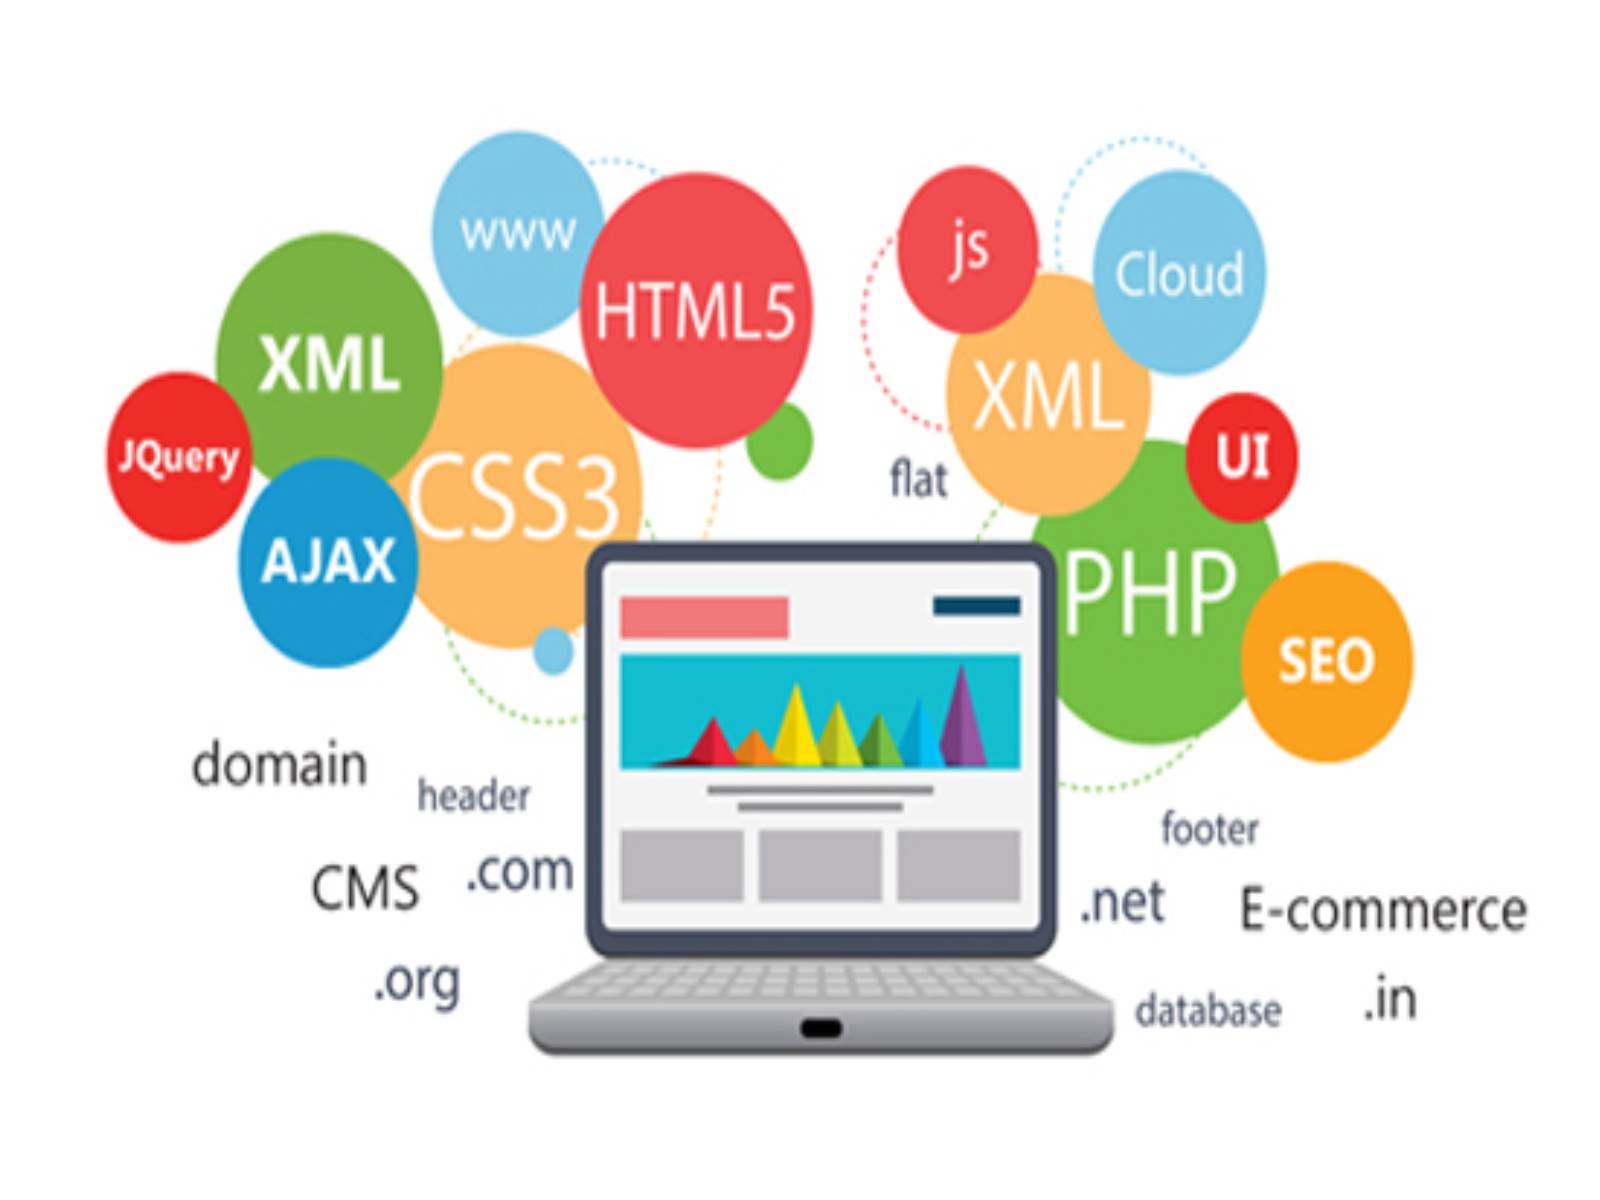 www
HTML5
js
Cloud
XML
XML
JQuery
CSS3
flat
UI
AJAX
PHP
SEO
domain
header
footer
CMS
.com
.net
E-commerce
.org
database
.in